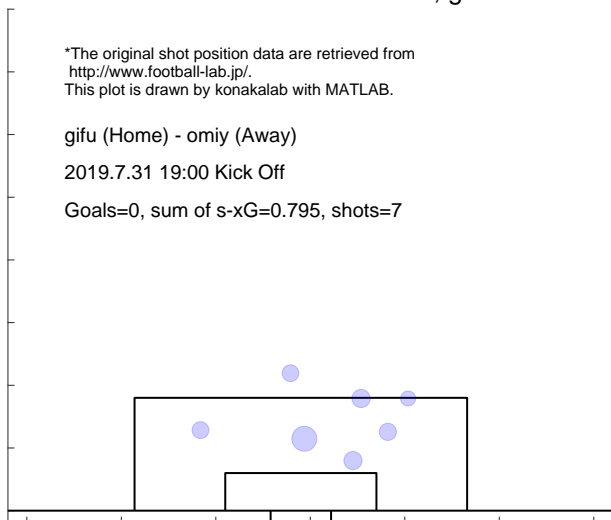 *The original shot position data are retrieved from
http://www.football-lab.jp/.
This plot is drawn by konakalab with MATLAB.
gifu (Home) - omiy (Away)
2019.7.31 19:00 Kick Off
Goals=0, sum of s-xG=0.795, shots=7